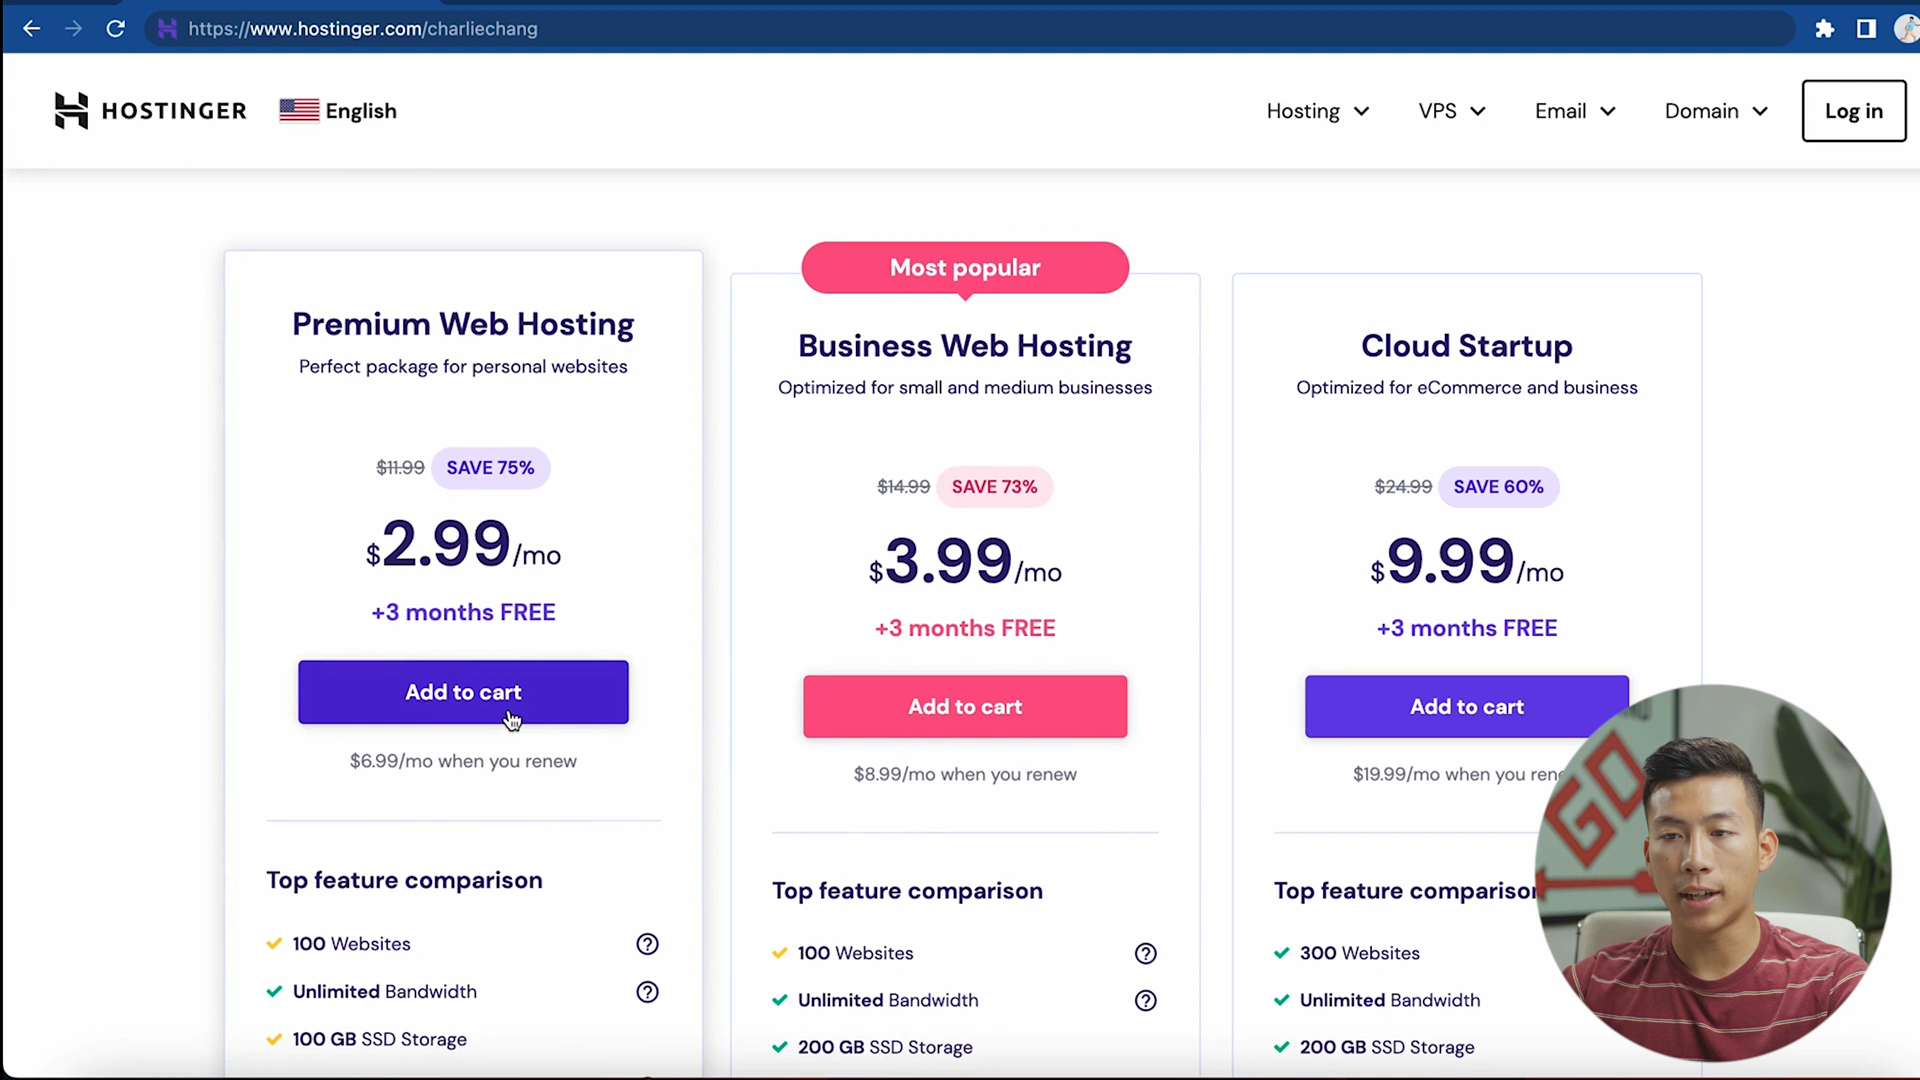 https://www.hostinger.com/charliechang
HOSTINGER
English
Hosting
VPS
Email
Domain
Log in
Premium Web Hosting
Perfect package for personal websites
$11.99 SAVE 75%
$2.99/mo
+3 months FREE
Add to cart
$6.99/mo when you renew
Top feature comparison
100 Websites
Unlimited Bandwidth
100 GB SSD Storage
Most popular
Business Web Hosting
Optimized for small and medium businesses
$14.99 SAVE 73%
$3.99/mo
+3 months FREE
Add to cart
$8.99/mo when you renew
Top feature comparison
100 Websites
Unlimited Bandwidth
200 GB SSD Storage
Cloud Startup
Optimized for eCommerce and business
$24.99 SAVE 60%
$9.99/mo
+3 months FREE
Add to cart
$19.99/mo when you
Top feature
300 Websites
Unlimited Bandwidth
200 GB SSD Storage
GO